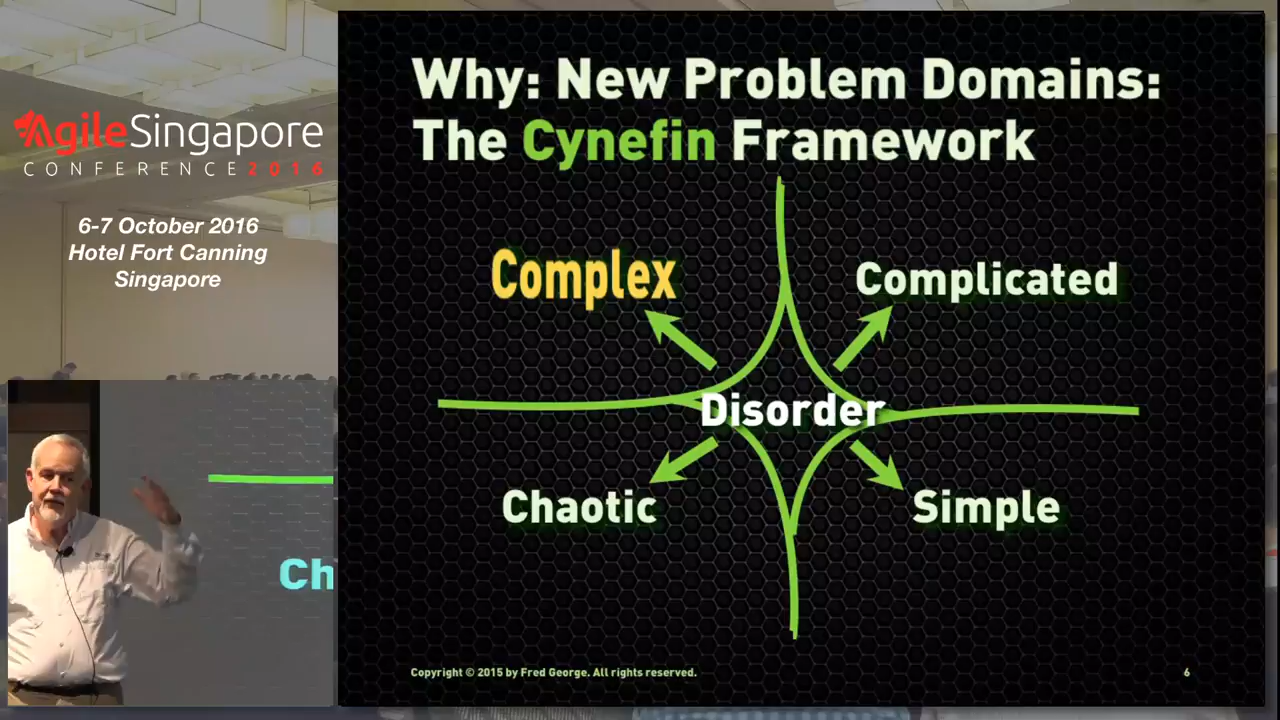 AgileSingapore
CONFERENCE 2016
6-7 October 2016
Hotel Fort Canning
Singapore
Why: New Problem Domains:
The Cynefin Framework
Complex
Complicated
Disorder
Chaotic
Simple
Ch
Copyright © 2015 by Fred George. All rights reserved.
6